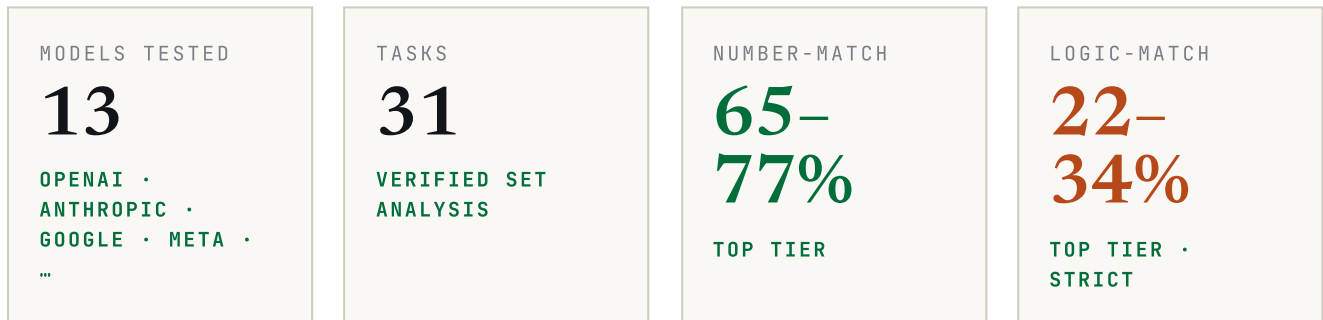 MODELS TESTED
13
OPENAI ·
ANTHROPIC ·
GOOGLE · META ·
…
TASKS
31
VERIFIED SET
ANALYSIS
NUMBER-MATCH
65–
77%
TOP TIER
LOGIC-MATCH
22–
34%
TOP TIER ·
STRICT